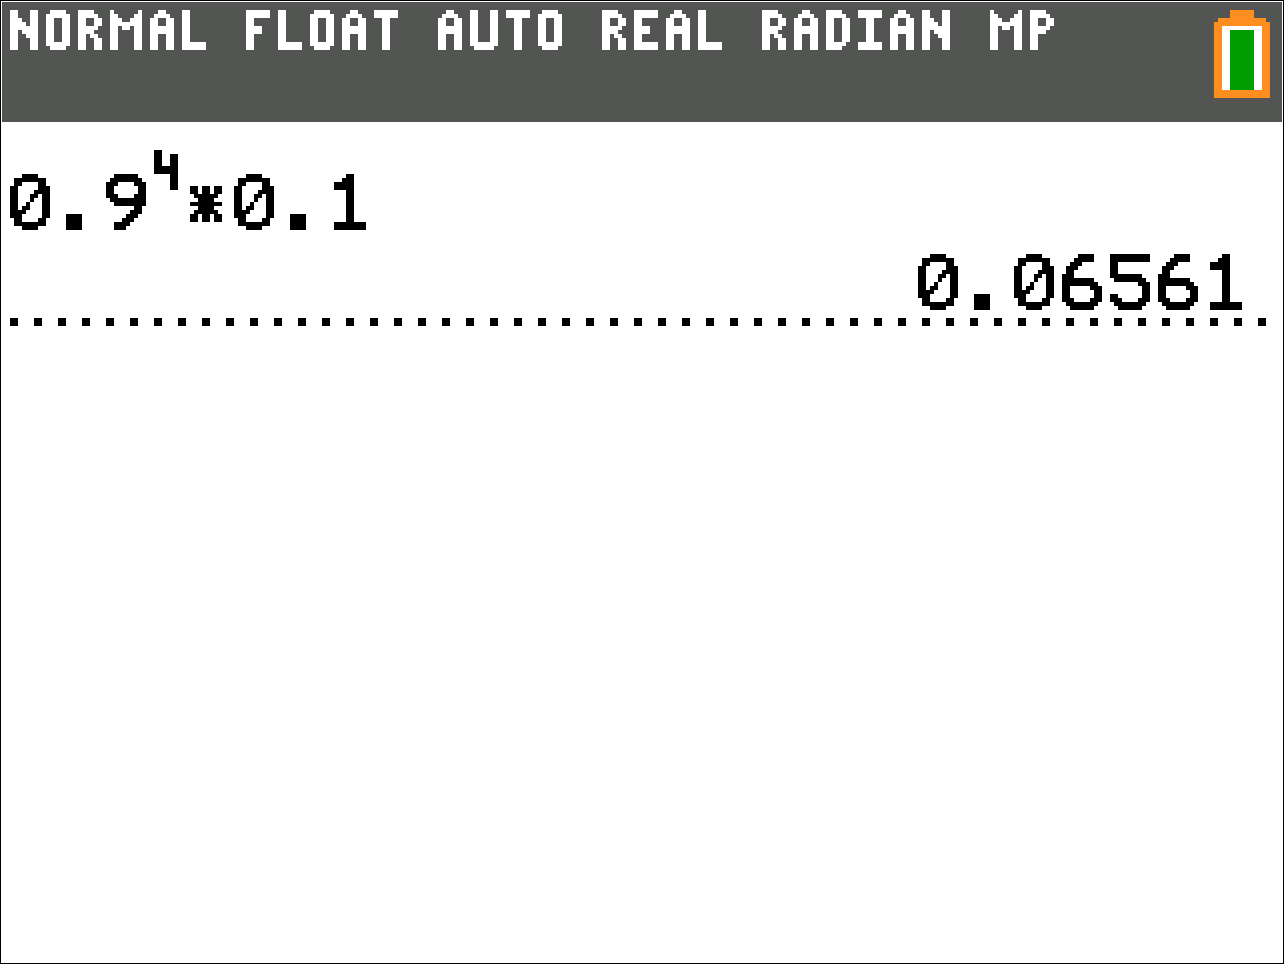 NORMAL FLOAT AUTO REAL RADIAN MP
0.9⁴*0.1
0.06561